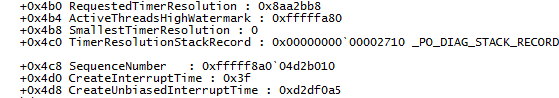 +0x4b0 RequestedTimerResolution : 0x8aa2bb8
+0x4b4 ActiveThreadsHighWatermark : 0xfffffa80
+0x4b8 SmallestTimerResolution : 0
+0x4c0 TimerResolutionStackRecord : 0x00000000`00002710 _PO_DIAG_STACK_RECORD
+0x4c8 SequenceNumber : 0xfffff8a0`04d2b010
+0x4d0 CreateInterruptTime : 0x3f
+0x4d8 CreateUnbiasedInterruptTime : 0xd2df0a5